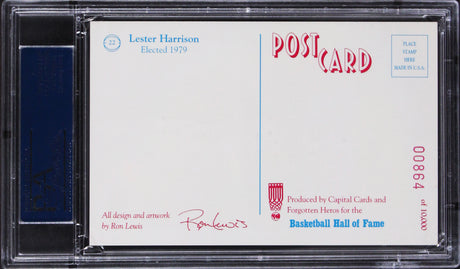 22
Lester Harrison
Elected 1979
POST CARD
PLACE
STAMP
HERE
MADE IN U.S.A.
00864 of 10,000
All design and artwork
by Ron Lewis
Ron Lewis
Produced by Capital Cards and
Forgotten Heros for the
Basketball Hall of Fame